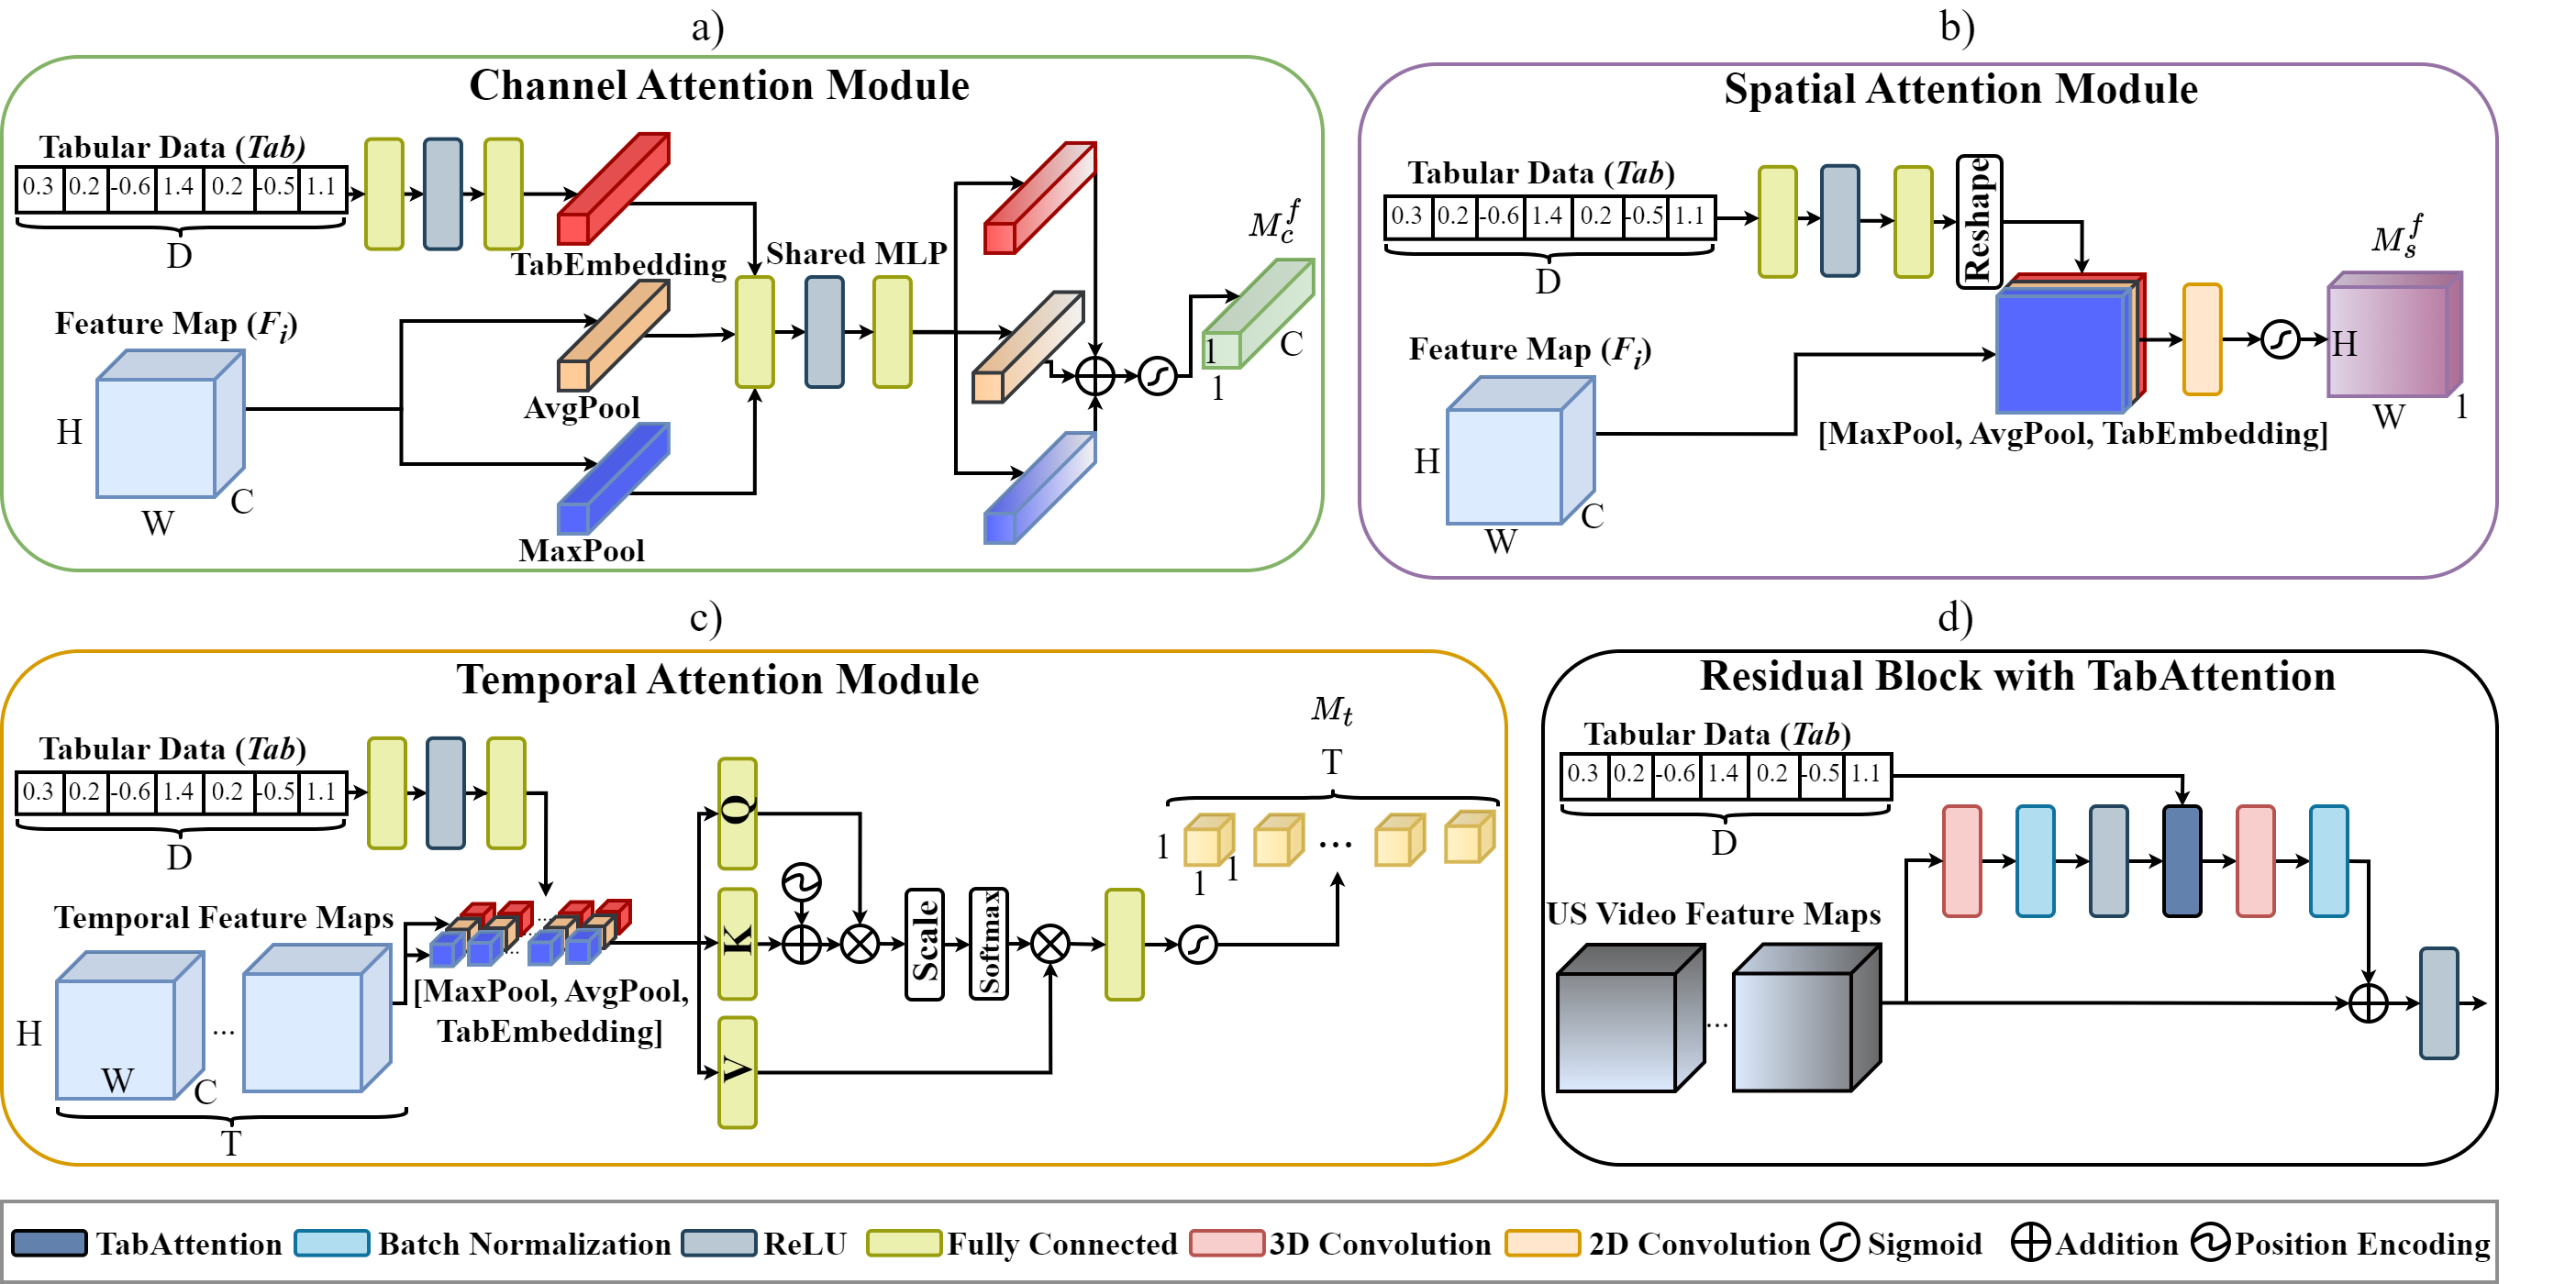 a)
Channel Attention Module
Tabular Data (Tab)
0.3 0.2 -0.6 1.4 0.2 -0.5 1.1
D
TabEmbedding
Shared MLP
Feature Map (F_i)
H
W
C
AvgPool
MaxPool
M_c^f
1
1
C
b)
Spatial Attention Module
Tabular Data (Tab)
0.3 0.2 -0.6 1.4 0.2 -0.5 1.1
D
Reshape
Feature Map (F_i)
H
W
C
[MaxPool, AvgPool, TabEmbedding]
M_s^f
H
W
1
c)
Temporal Attention Module
Tabular Data (Tab)
0.3 0.2 -0.6 1.4 0.2 -0.5 1.1
D
Temporal Feature Maps
H
W
C
...
T
...
...
[MaxPool, AvgPool,
TabEmbedding]
Q
K
V
Scale
Softmax
M_t
T
1
1
1
...
d)
Residual Block with TabAttention
Tabular Data (Tab)
0.3 0.2 -0.6 1.4 0.2 -0.5 1.1
D
US Video Feature Maps
...
TabAttention Batch Normalization ReLU Fully Connected 3D Convolution 2D Convolution Sigmoid Addition Position Encoding